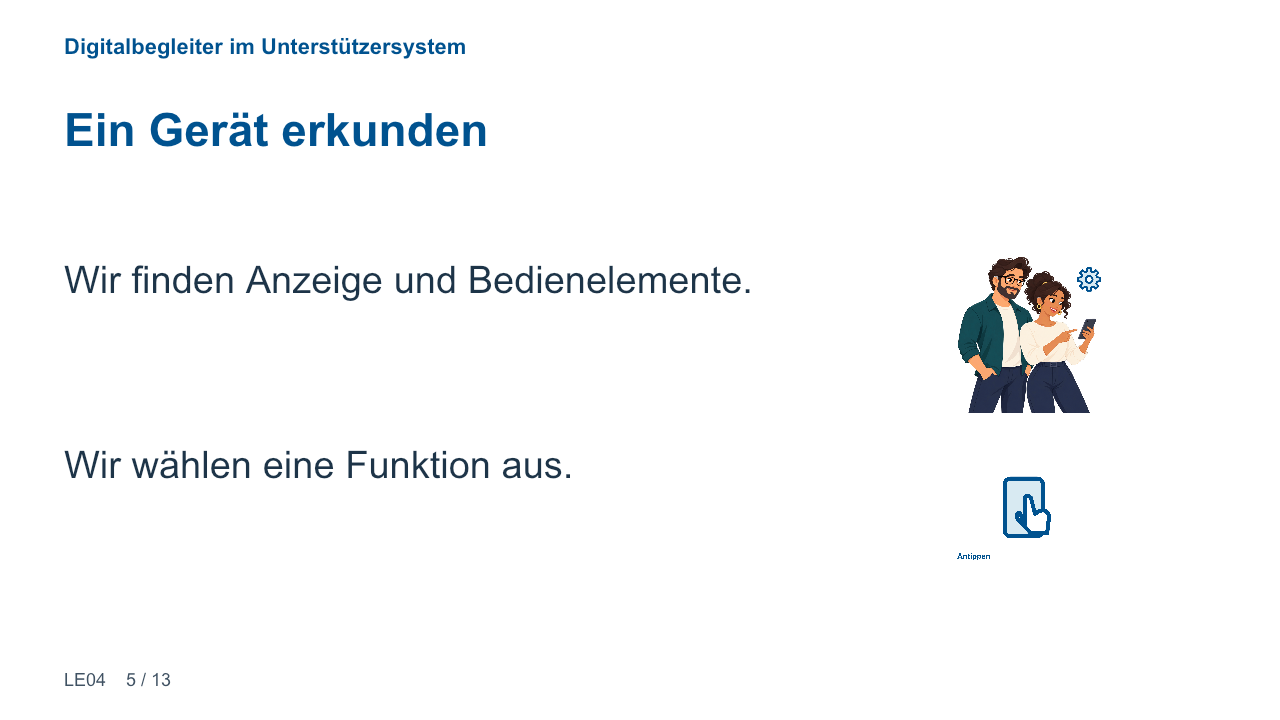 Digitalbegleiter im Unterstützersystem
Ein Gerät erkunden
Wir finden Anzeige und Bedienelemente.
Wir wählen eine Funktion aus.
Antippen
LE04 5 / 13